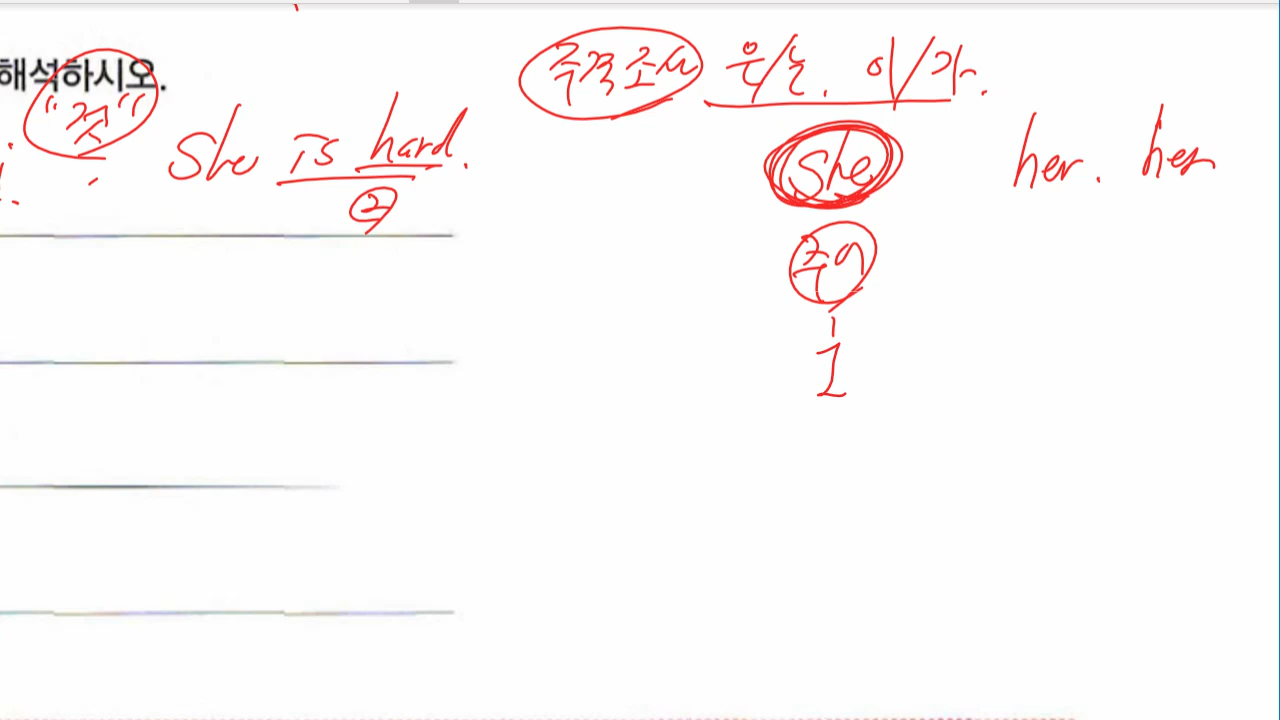 주격조사 은/는. 이/가.
해석하시오.
"것" She is hard.
②
she her. her
주어
I